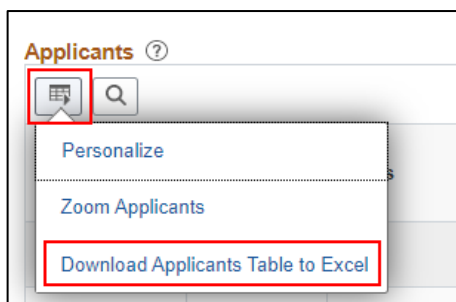 Applicants ?
Personalize
s
Zoom Applicants
Download Applicants Table to Excel